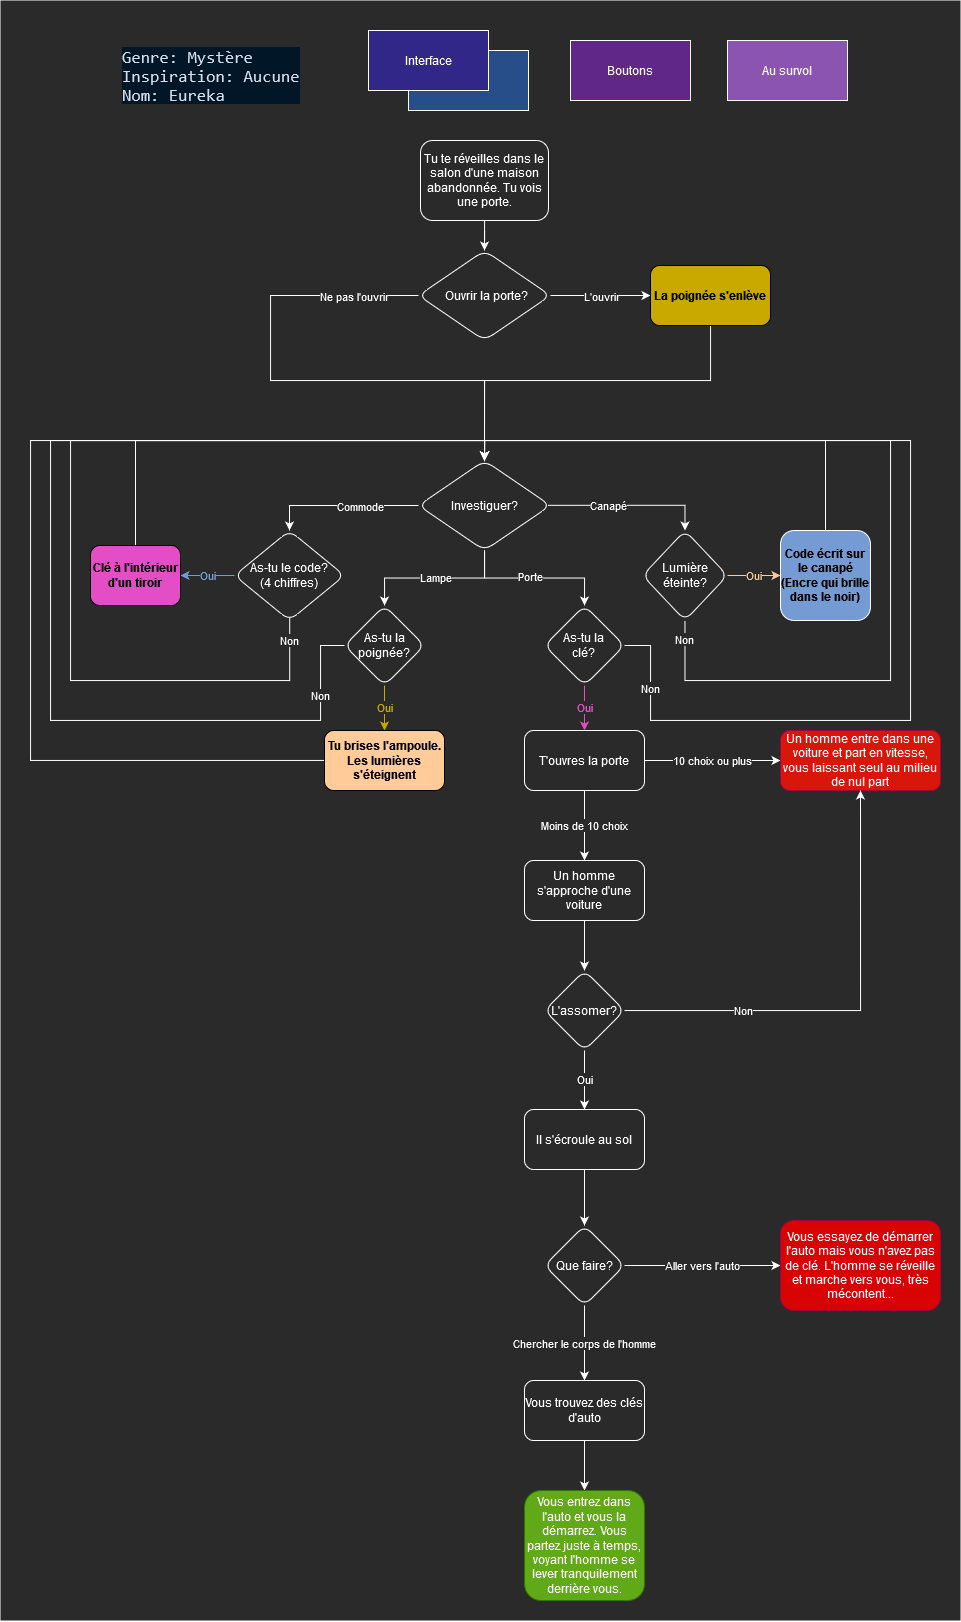 Genre: Mystère
Inspiration: Aucune
Nom: Eureka
Interface
Boutons
Au survol
Tu te réveilles dans le
salon d'une maison
abandonnée. Tu vois
une porte.
Ne pas l'ouvrir
Ouvrir la porte?
L'ouvrir
La poignée s'enlève
Commode
Investiguer?
Canapé
Clé à l'intérieur
d'un tiroir
Oui
As-tu le code?
(4 chiffres)
Lampe
Porte
Lumière
éteinte?
Oui
Code écrit sur
le canapé
(Encre qui brille
dans le noir)
Non
As-tu la
poignée?
As-tu la
clé?
Non
Non
Non
Oui
Oui
Tu brises l'ampoule.
Les lumières
s'éteignent
T'ouvres la porte
10 choix ou plus
Un homme entre dans une
voiture et part en vitesse,
vous laissant seul au milieu
de nul part
Moins de 10 choix
Un homme
s'approche d'une
voiture
L'assomer?
Non
Oui
Il s'écroule au sol
Que faire?
Aller vers l'auto
Vous essayez de démarrer
l'auto mais vous n'avez pas
de clé. L'homme se réveille
et marche vers vous, très
mécontent...
Chercher le corps de l'homme
Vous trouvez des clés
d'auto
Vous entrez dans
l'auto et vous la
démarrez. Vous
partez juste à temps,
voyant l'homme se
lever tranquilement
derrière vous.